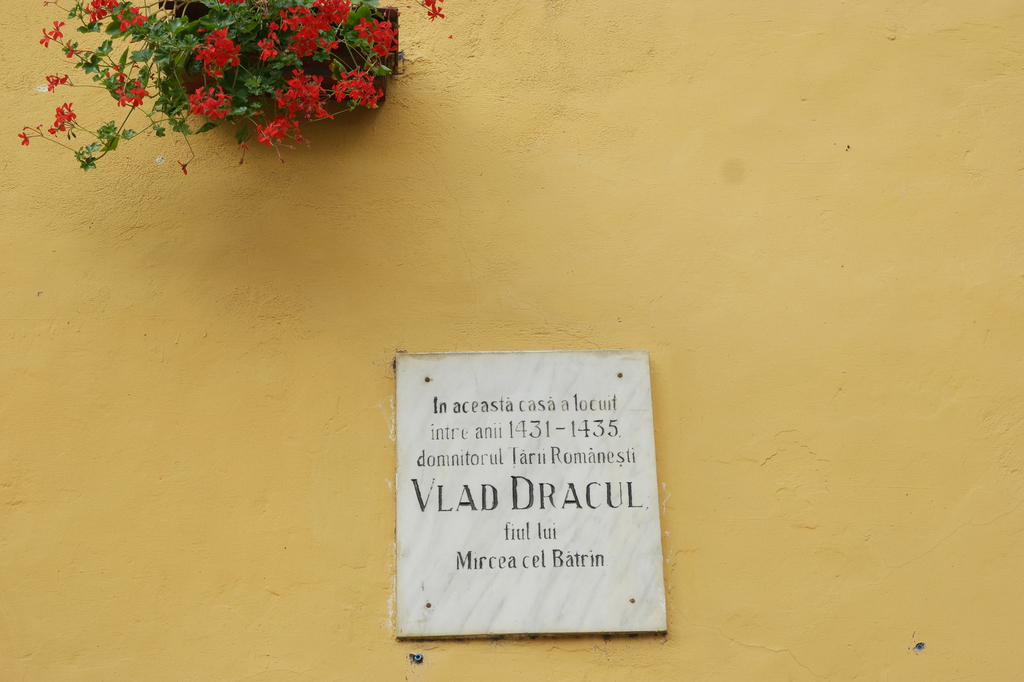 In această casă a locuit
între anii 1431-1435,
domnitorul Țării Românești
VLAD DRACUL,
fiul lui
Mircea cel Bătrîn